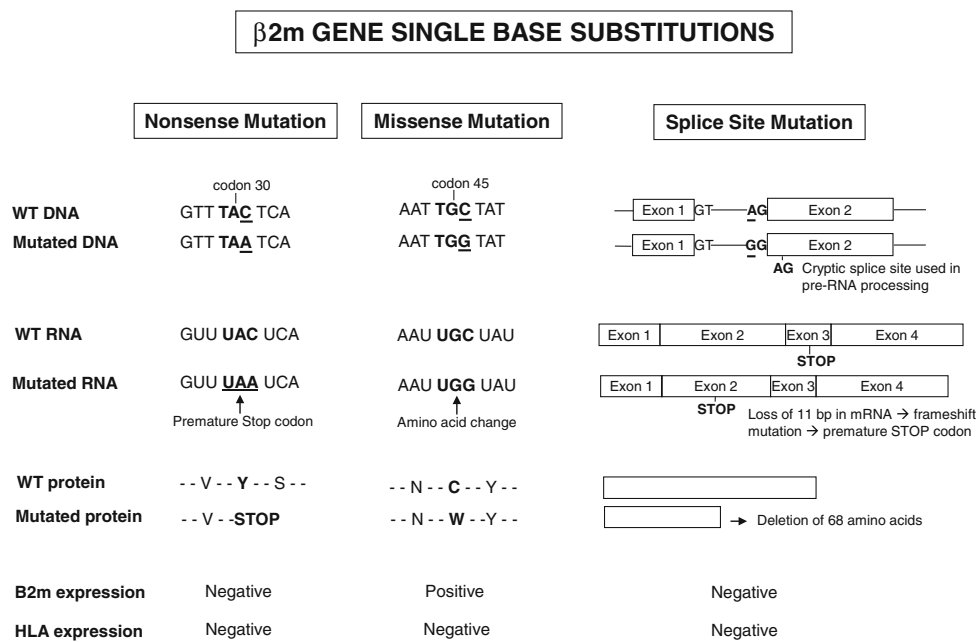 β2m GENE SINGLE BASE SUBSTITUTIONS
Nonsense Mutation Missense Mutation Splice Site Mutation
codon 30 codon 45
WT DNA GTT TAC TCA AAT TGC TAT Exon 1 GT AG Exon 2
Mutated DNA GTT TAA TCA AAT TGG TAT Exon 1 GT GG Exon 2
AG Cryptic splice site used in
pre-RNA processing
WT RNA GUU UAC UCA AAU UGC UAU Exon 1 Exon 2 Exon 3 Exon 4
STOP
Mutated RNA GUU UAA UCA AAU UGG UAU Exon 1 Exon 2 Exon 3 Exon 4
STOP
Premature Stop codon Amino acid change Loss of 11 bp in mRNA → frameshift
mutation → premature STOP codon
WT protein - - V - - Y - - S - - - - N - - C - - Y - -
Mutated protein - - V - -STOP - - N - - W - -Y - - Deletion of 68 amino acids
B2m expression Negative Positive Negative
HLA expression Negative Negative Negative